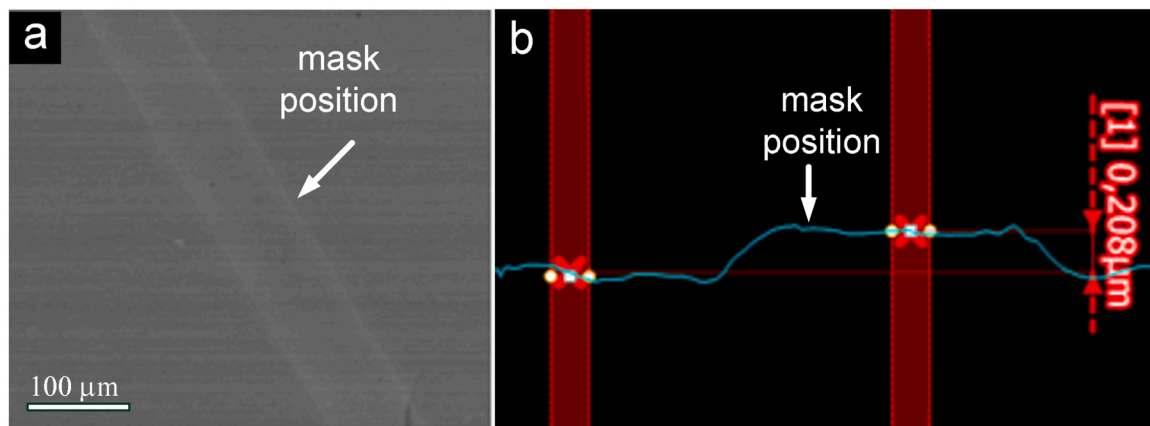 a
mask
position
100 μm
b
mask
position
[1] 0,208μm